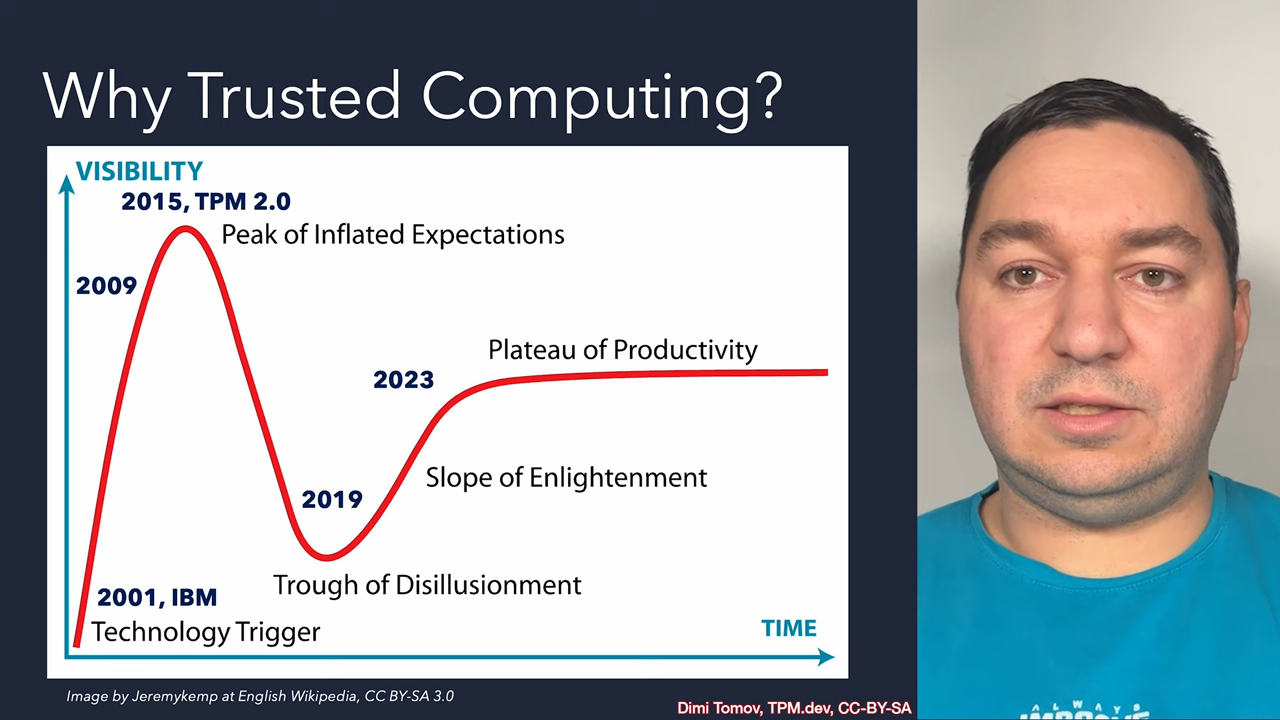 Why Trusted Computing?
VISIBILITY
2015, TPM 2.0
Peak of Inflated Expectations
2009
Plateau of Productivity
2023
Slope of Enlightenment
2019
Trough of Disillusionment
2001, IBM
Technology Trigger
TIME
Image by Jeremykemp at English Wikipedia, CC BY-SA 3.0
Dimi Tomov, TPM.dev, CC-BY-SA
ALWAYS